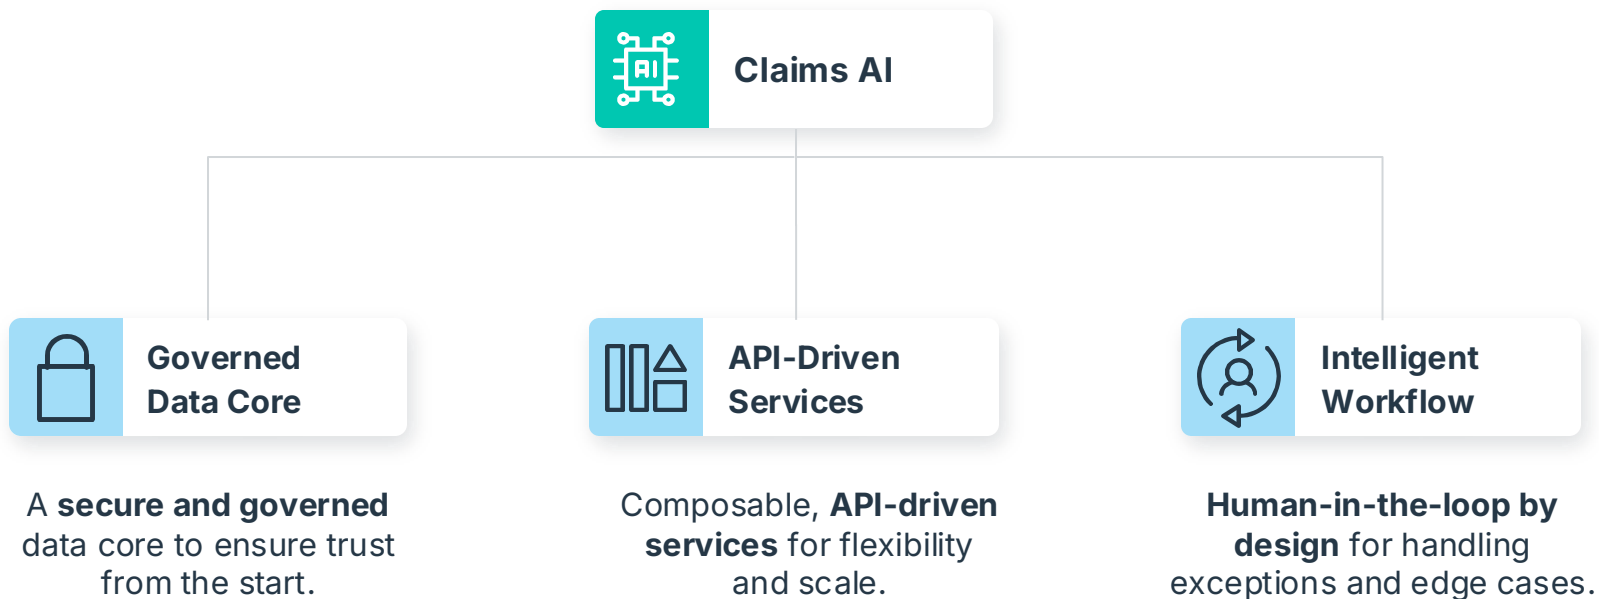 AI
Claims AI
Governed
Data Core
API-Driven
Services
Intelligent
Workflow
A secure and governed
data core to ensure trust
from the start.
Composable, API-driven
services for flexibility
and scale.
Human-in-the-loop by
design for handling
exceptions and edge cases.